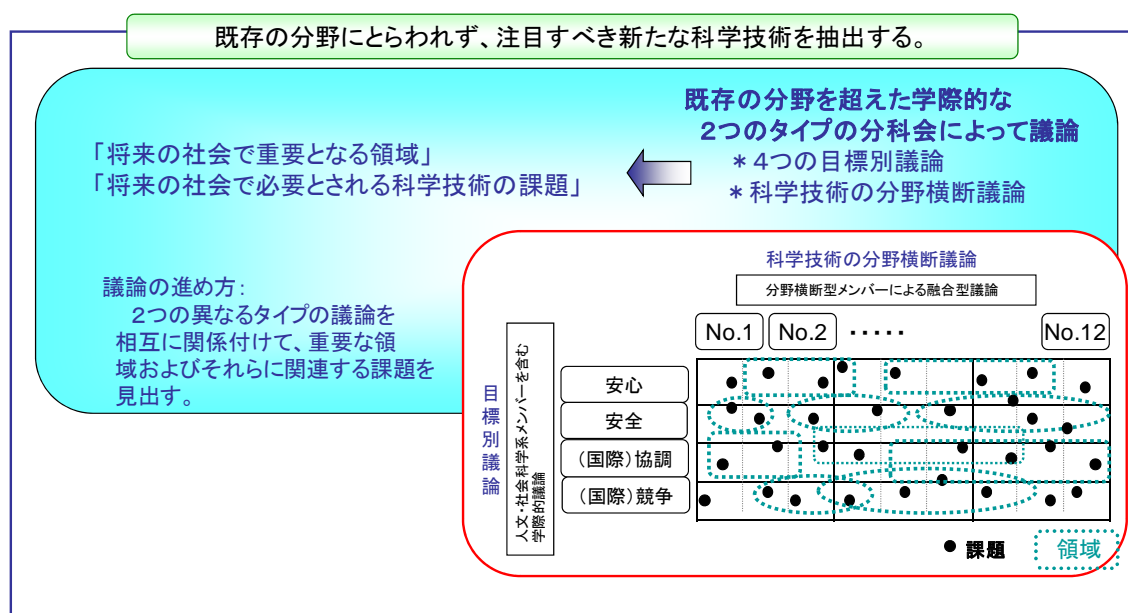 既存の分野にとらわれず、注目すべき新たな科学技術を抽出する。
既存の分野を超えた学際的な
２つのタイプの分科会によって議論
＊４つの目標別議論
＊科学技術の分野横断議論
「将来の社会で重要となる領域」
「将来の社会で必要とされる科学技術の課題」
議論の進め方：
２つの異なるタイプの議論を
相互に関係付けて、重要な領
域およびそれらに関連する課題を
見出す。
科学技術の分野横断議論
分野横断型メンバーによる融合型議論
No.1
No.2
・・・・・
No.12
目標別議論
人文・社会科学系メンバーを含む
学際的議論
安心
安全
（国際）協調
（国際）競争
● 課題
領域